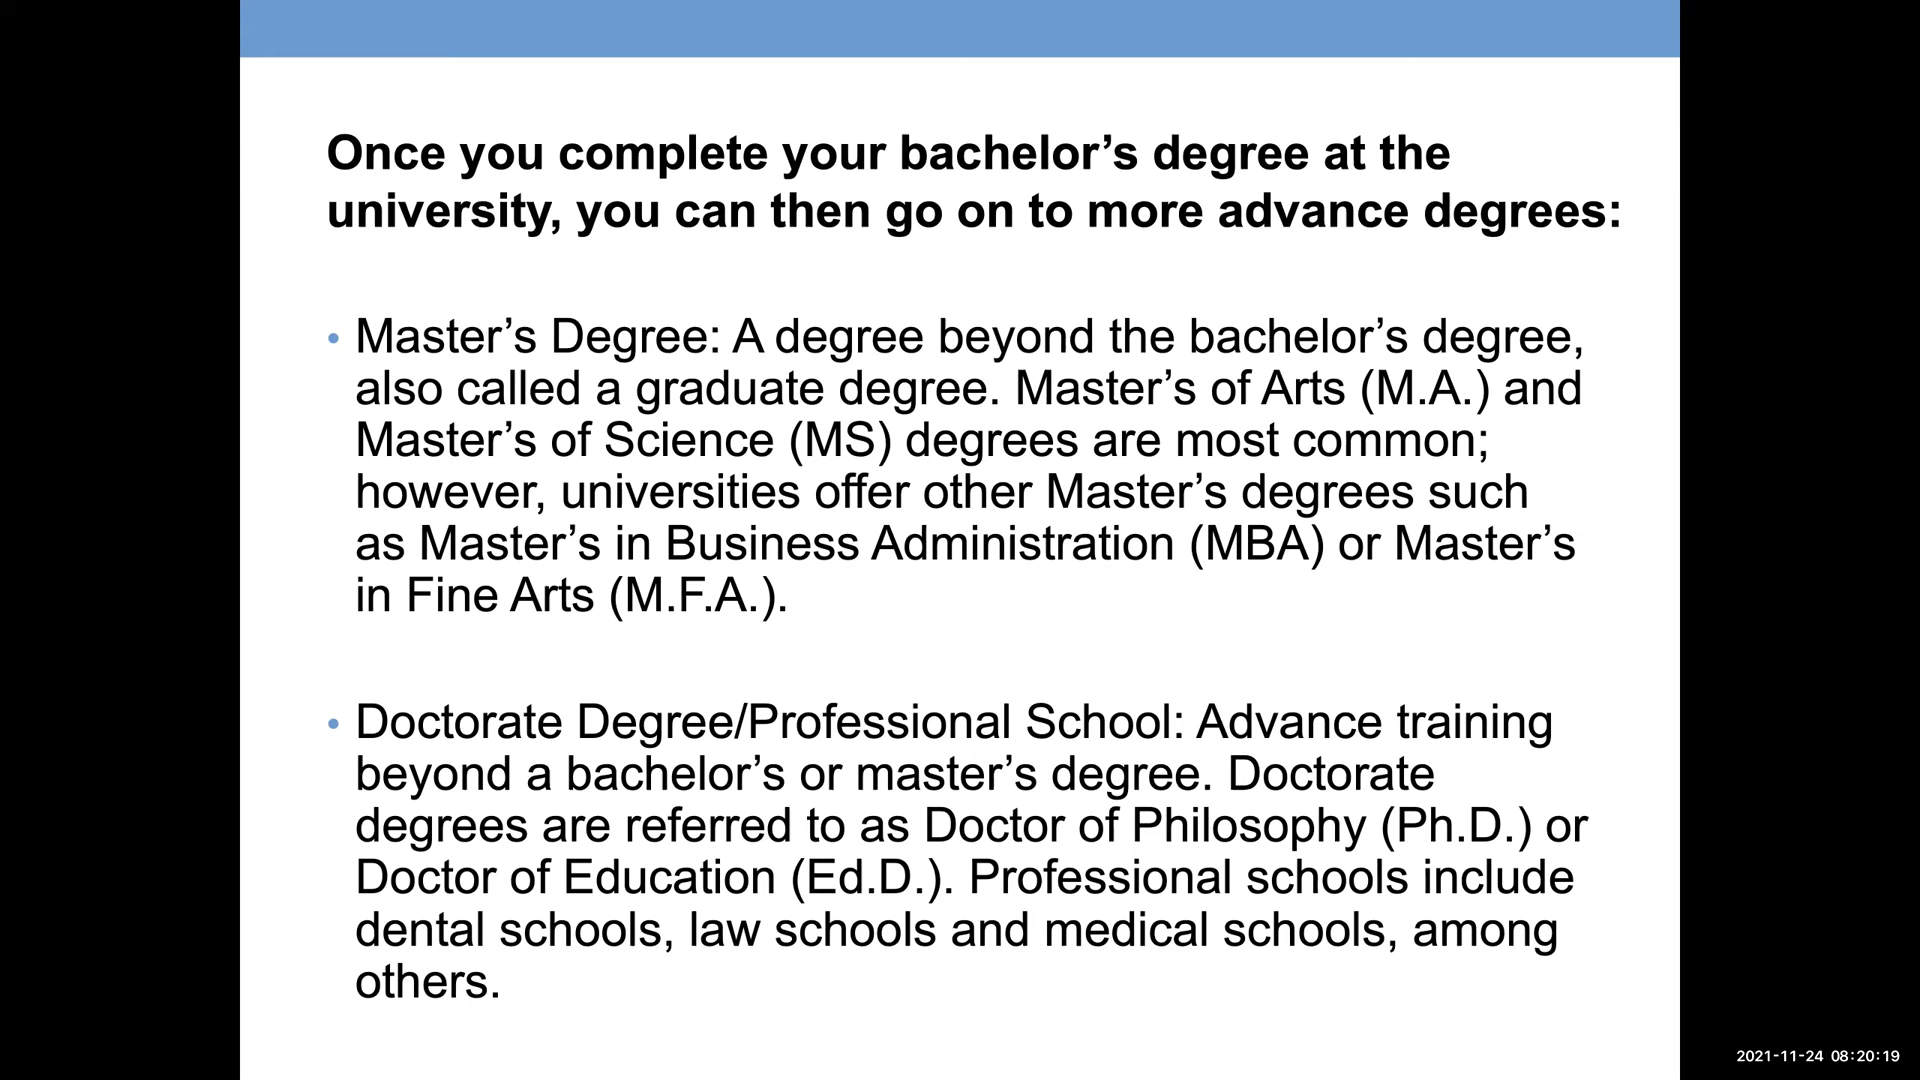 Once you complete your bachelor’s degree at the
university, you can then go on to more advance degrees:
• Master’s Degree: A degree beyond the bachelor’s degree,
also called a graduate degree. Master’s of Arts (M.A.) and
Master’s of Science (MS) degrees are most common;
however, universities offer other Master’s degrees such
as Master’s in Business Administration (MBA) or Master’s
in Fine Arts (M.F.A.).
• Doctorate Degree/Professional School: Advance training
beyond a bachelor’s or master’s degree. Doctorate
degrees are referred to as Doctor of Philosophy (Ph.D.) or
Doctor of Education (Ed.D.). Professional schools include
dental schools, law schools and medical schools, among
others.
2021-11-24 08:20:19